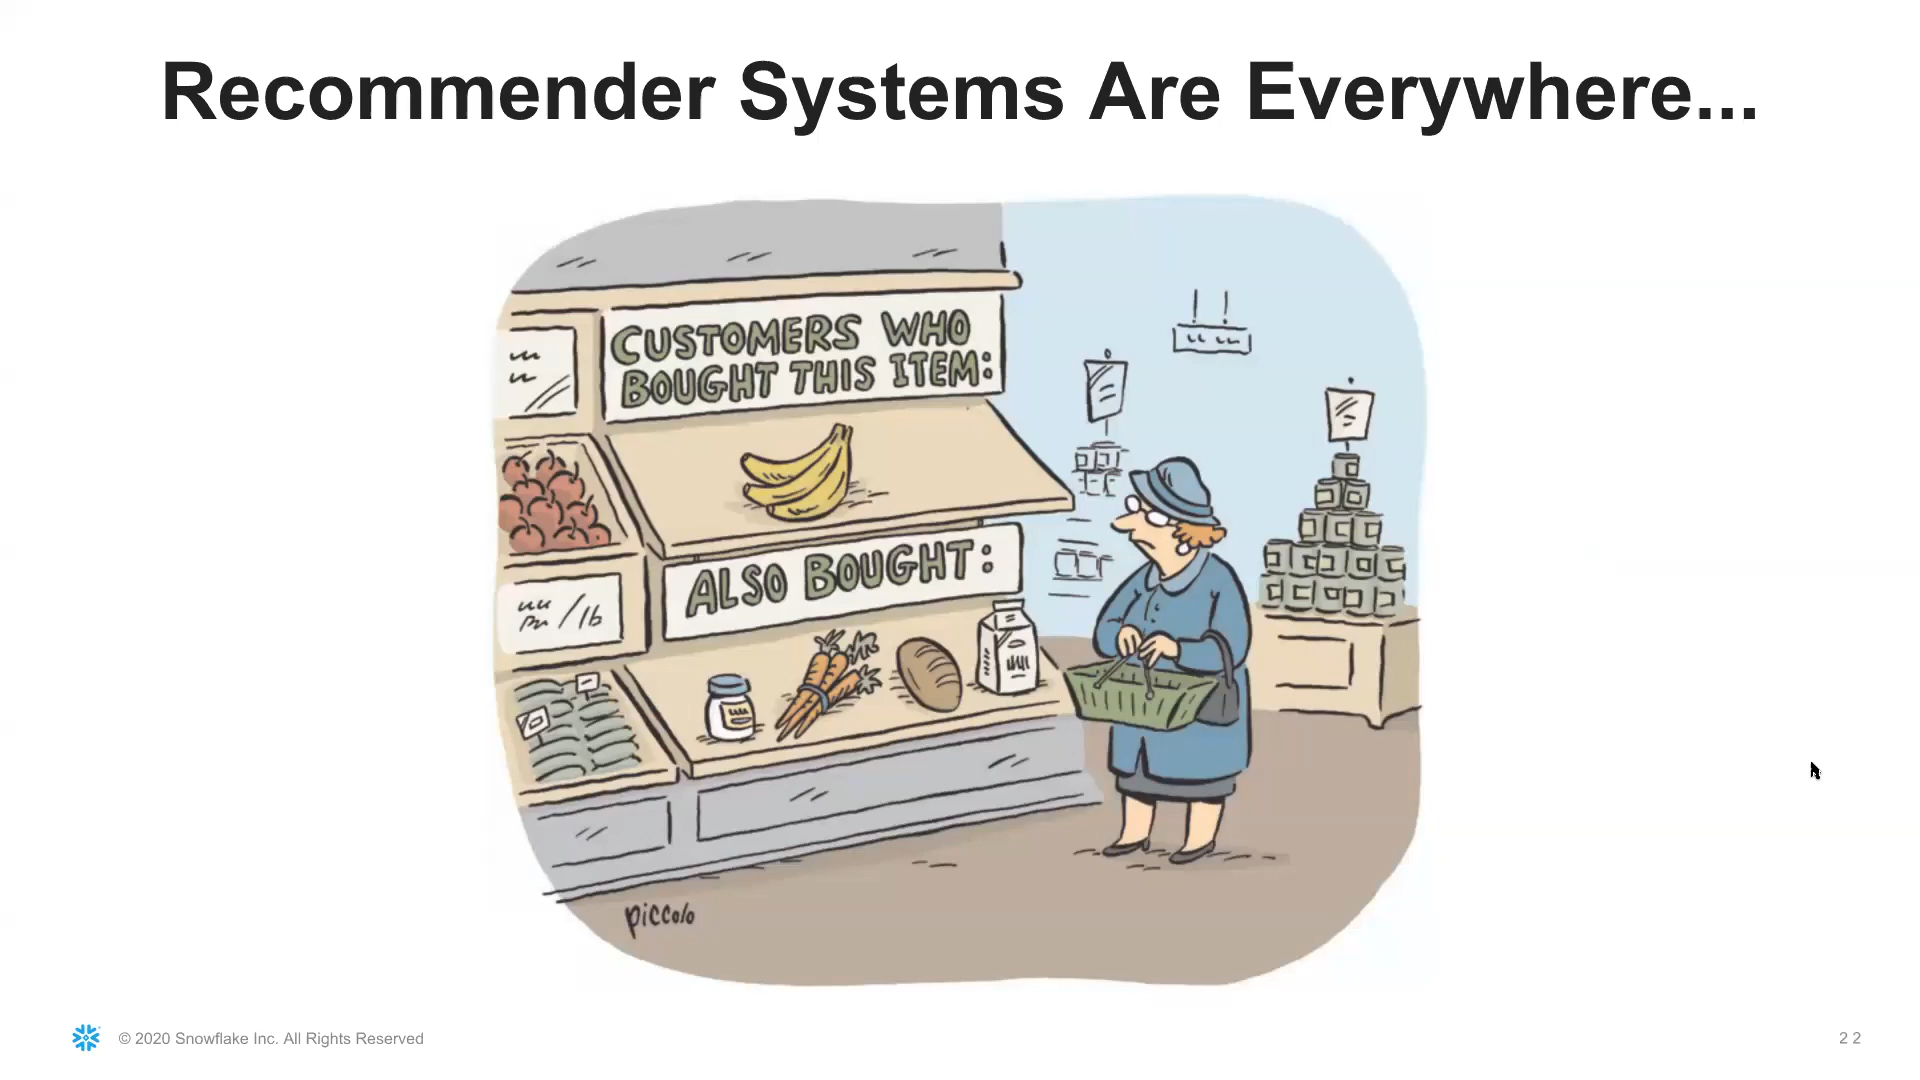 Recommender Systems Are Everywhere...
CUSTOMERS WHO
BOUGHT THIS ITEM:
ALSO BOUGHT:
/lb
piccolo
© 2020 Snowflake Inc. All Rights Reserved
22